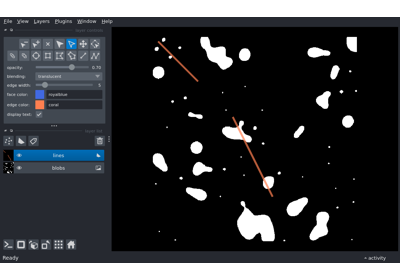 File View Layers Plugins Window Help
opacity: 0.70
blending: translucent
edge width: 5
face color: royalblue
edge color: coral
display text:
lines
blobs
Ready
activity